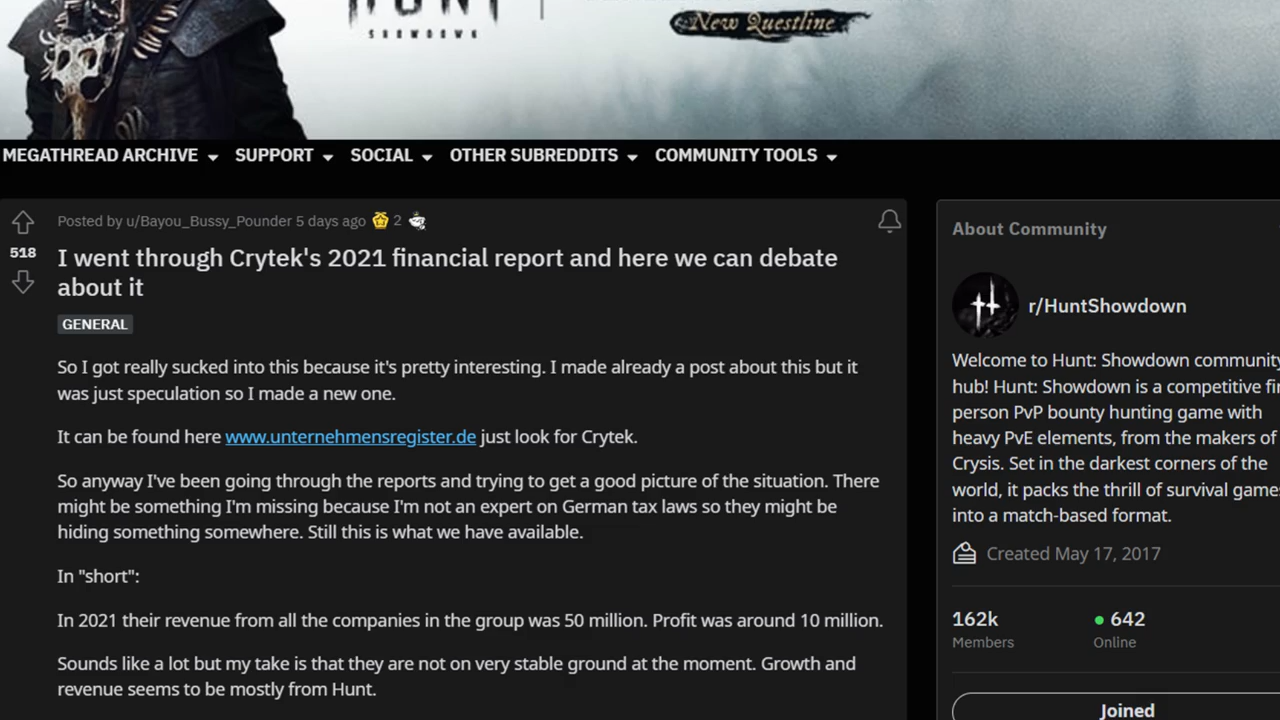 HUNT
SHOWDOWN
New Questline
MEGATHREAD ARCHIVE SUPPORT SOCIAL OTHER SUBREDDITS COMMUNITY TOOLS
Posted by u/Bayou_Bussy_Pounder 5 days ago 2
518
I went through Crytek's 2021 financial report and here we can debate
about it
GENERAL
So I got really sucked into this because it's pretty interesting. I made already a post about this but it
was just speculation so I made a new one.
It can be found here www.unternehmensregister.de just look for Crytek.
So anyway I've been going through the reports and trying to get a good picture of the situation. There
might be something I'm missing because I'm not an expert on German tax laws so they might be
hiding something somewhere. Still this is what we have available.
In "short":
In 2021 their revenue from all the companies in the group was 50 million. Profit was around 10 million.
Sounds like a lot but my take is that they are not on very stable ground at the moment. Growth and
revenue seems to be mostly from Hunt.
About Community
r/HuntShowdown
Welcome to Hunt: Showdown community
hub! Hunt: Showdown is a competitive fir
person PvP bounty hunting game with
heavy PvE elements, from the makers of
Crysis. Set in the darkest corners of the
world, it packs the thrill of survival game
into a match-based format.
Created May 17, 2017
162k 642
Members Online
Joined